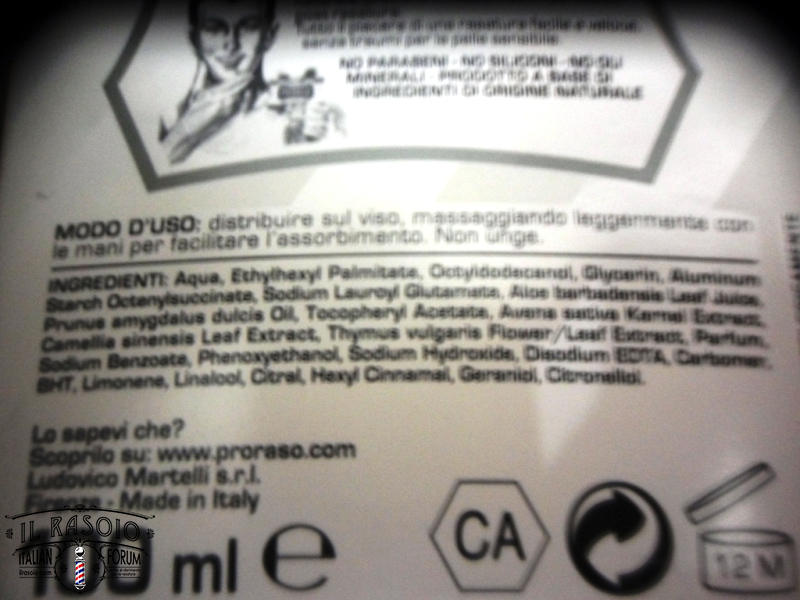 Tutto il piacere di una rasatura facile e veloce,
senza traumi per la pelle sensibile.
NO PARABENI - NO SILICONI - NO OLI
MINERALI - PRODOTTO A BASE DI
INGREDIENTI DI ORIGINE NATURALE
MODO D'USO: distribuire sul viso, massaggiando leggermente con
le mani per facilitare l'assorbimento. Non unge.
INGREDIENTI: Aqua, Ethylhexyl Palmitate, Octyldodecanol, Glycerin, Aluminum
Starch Octenylsuccinate, Sodium Lauroyl Glutamate, Aloe barbadensis Leaf Juice,
Prunus amygdalus dulcis Oil, Tocopheryl Acetate, Avena sativa Kernel Extract,
Camellia sinensis Leaf Extract, Thymus vulgaris Flower/Leaf Extract, Parfum,
Sodium Benzoate, Phenoxyethanol, Sodium Hydroxide, Disodium EDTA, Carbomer,
BHT, Limonene, Linalool, Citral, Hexyl Cinnamal, Geraniol, Citronellol.
Lo sapevi che?
Scoprilo su: www.proraso.com
Ludovico Martelli s.r.l.
Firenze - Made in Italy
100 ml e
CA
12 M
IL RASOIO
ITALIAN FORUM